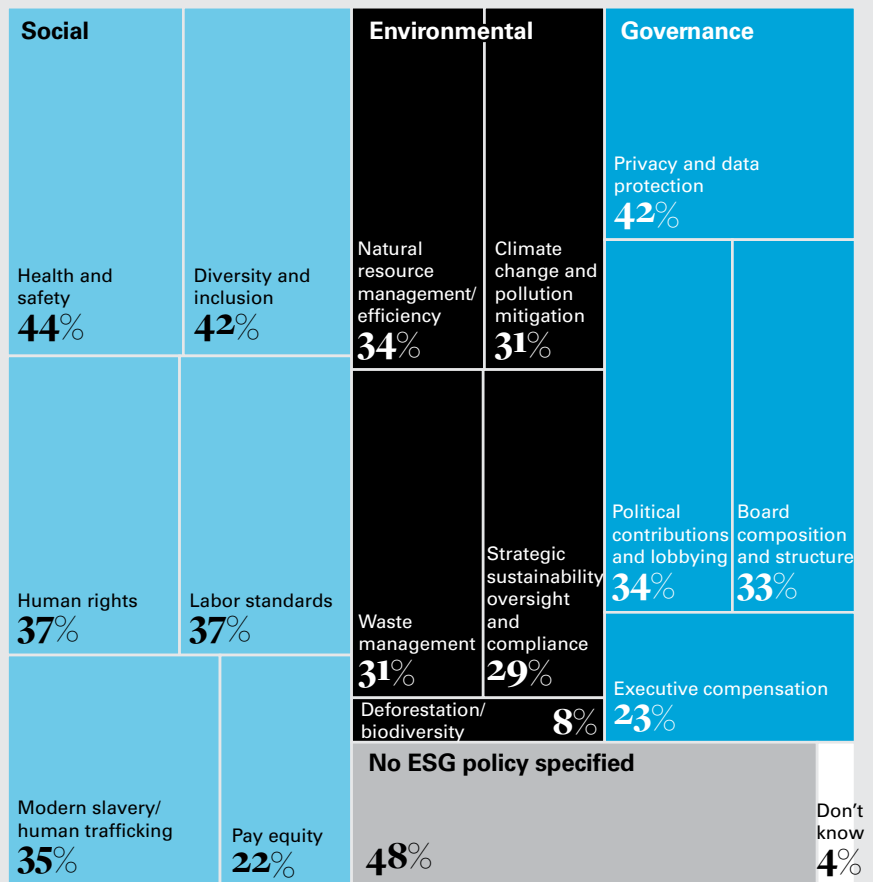 Social
Health and
safety
44%
Diversity and
inclusion
42%
Human rights
37%
Labor standards
37%
Modern slavery/
human trafficking
35%
Pay equity
22%
Environmental
Natural
resource
management/
efficiency
34%
Climate
change and
pollution
mitigation
31%
Waste
management
31%
Strategic
sustainability
oversight
and
compliance
29%
Deforestation/
biodiversity
8%
Governance
Privacy and data
protection
42%
Political
contributions
and lobbying
34%
Board
composition
and structure
33%
Executive compensation
23%
No ESG policy specified
48%
Don't
know
4%